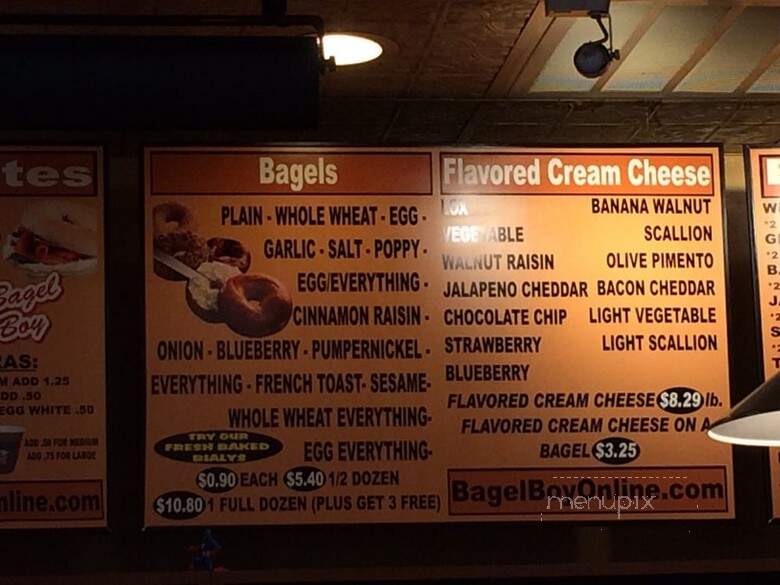 tes
Bagel
Boy
RAS:
M ADD 1.25
DD .50
EGG WHITE .50
ADD .50 FOR MEDIUM
ADD .75 FOR LARGE
nline.com
Bagels
PLAIN - WHOLE WHEAT - EGG -
GARLIC - SALT - POPPY -
EGG/EVERYTHING -
CINNAMON RAISIN -
ONION - BLUEBERRY - PUMPERNICKEL -
EVERYTHING - FRENCH TOAST- SESAME-
WHOLE WHEAT EVERYTHING-
EGG EVERYTHING-
TRY OUR
FRESH BAKED
BIALYS
$0.90 EACH $5.40 1/2 DOZEN
$10.80 1 FULL DOZEN (PLUS GET 3 FREE)
Flavored Cream Cheese
LOX BANANA WALNUT
VEGETABLE SCALLION
WALNUT RAISIN OLIVE PIMENTO
JALAPENO CHEDDAR BACON CHEDDAR
CHOCOLATE CHIP LIGHT VEGETABLE
STRAWBERRY LIGHT SCALLION
BLUEBERRY
FLAVORED CREAM CHEESE $8.29 lb.
FLAVORED CREAM CHEESE ON A
BAGEL $3.25
BagelBoyOnline.com
menupix